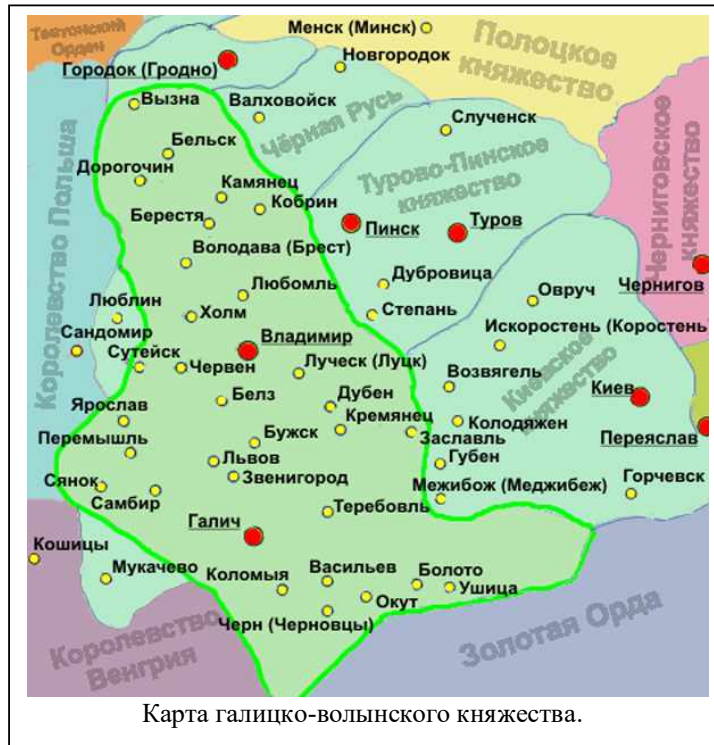 Менск (Минск)
Полоцкое
княжество
Тевтонский
Орден
Новгородок
Городок (Гродно)
Вызна
Валховойск
Чёрная Русь
Слученск
Бельск
Дорогочин
Турово-Пинское
княжество
Черниговское
княжество
Камянец
Кобрин
Берестя
Пинск
Туров
Володава (Брест)
Чернигов
Королевство Польша
Любомль
Дубровица
Овруч
Люблин
Холм
Степань
Искоростень (Коростень)
Сандомир
Владимир
Сутейск
Червен
Луческ (Луцк)
Возвягель
Киевское
княжество
Киев
Белз
Дубен
Ярослав
Кремянец
Колодяжен
Переяслав
Бужск
Заславль
Перемышль
Львов
Губен
Звенигород
Сянок
Самбир
Межибож (Меджибеж)
Горчевск
Теребовль
Галич
Кошицы
Мукачево
Васильев
Болото
Коломыя
Ушица
Окут
Черн (Черновцы)
Королевство
Венгрия
Золотая Орда
Карта галицко-волынского княжества.